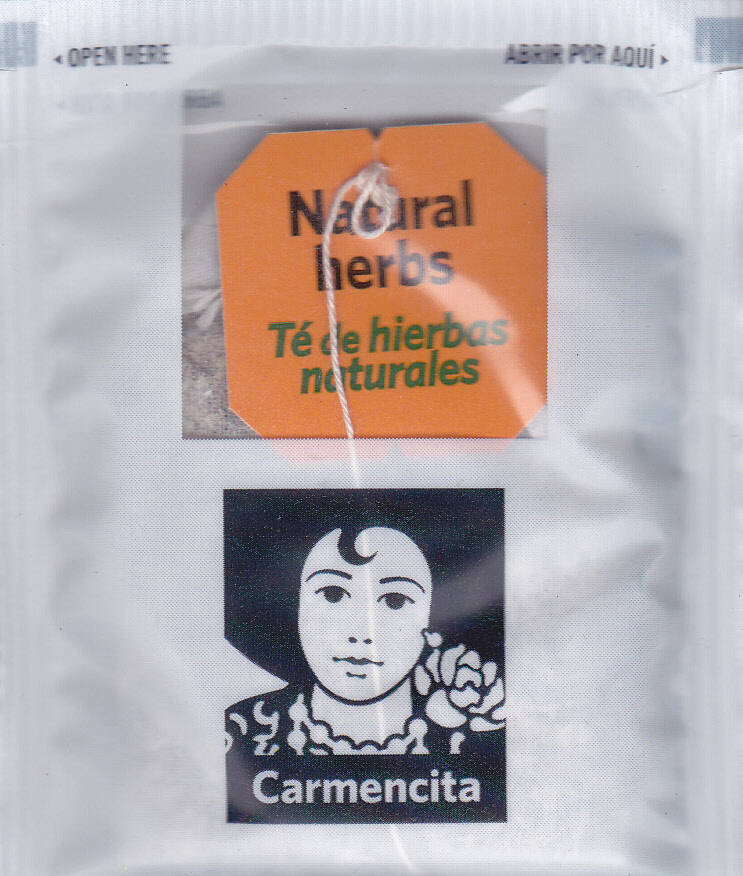 ◂ OPEN HERE ABRIR POR AQUÍ ▸
Natural
herbs
Té de hierbas
naturales
Carmencita